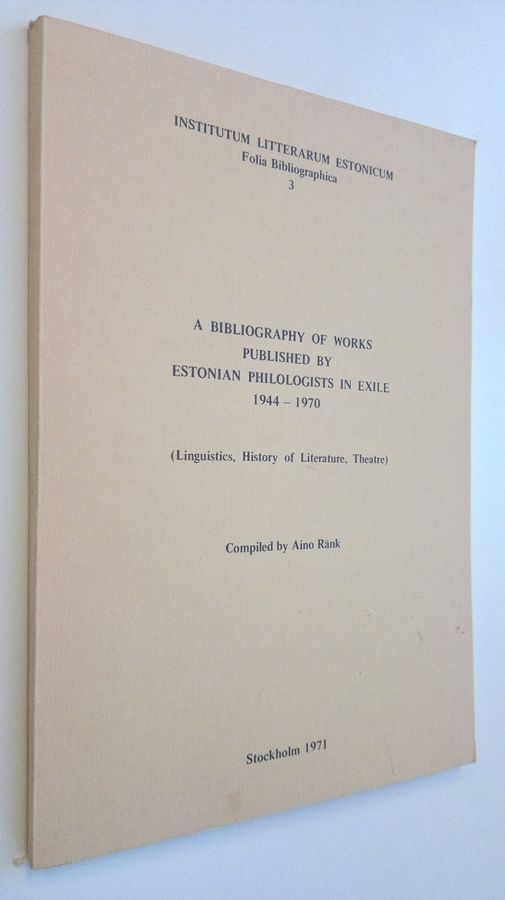 INSTITUTUM LITTERARUM ESTONICUM
Folia Bibliographica
3
A BIBLIOGRAPHY OF WORKS
PUBLISHED BY
ESTONIAN PHILOLOGISTS IN EXILE
1944 – 1970
(Linguistics, History of Literature, Theatre)
Compiled by Aino Ränk
Stockholm 1971